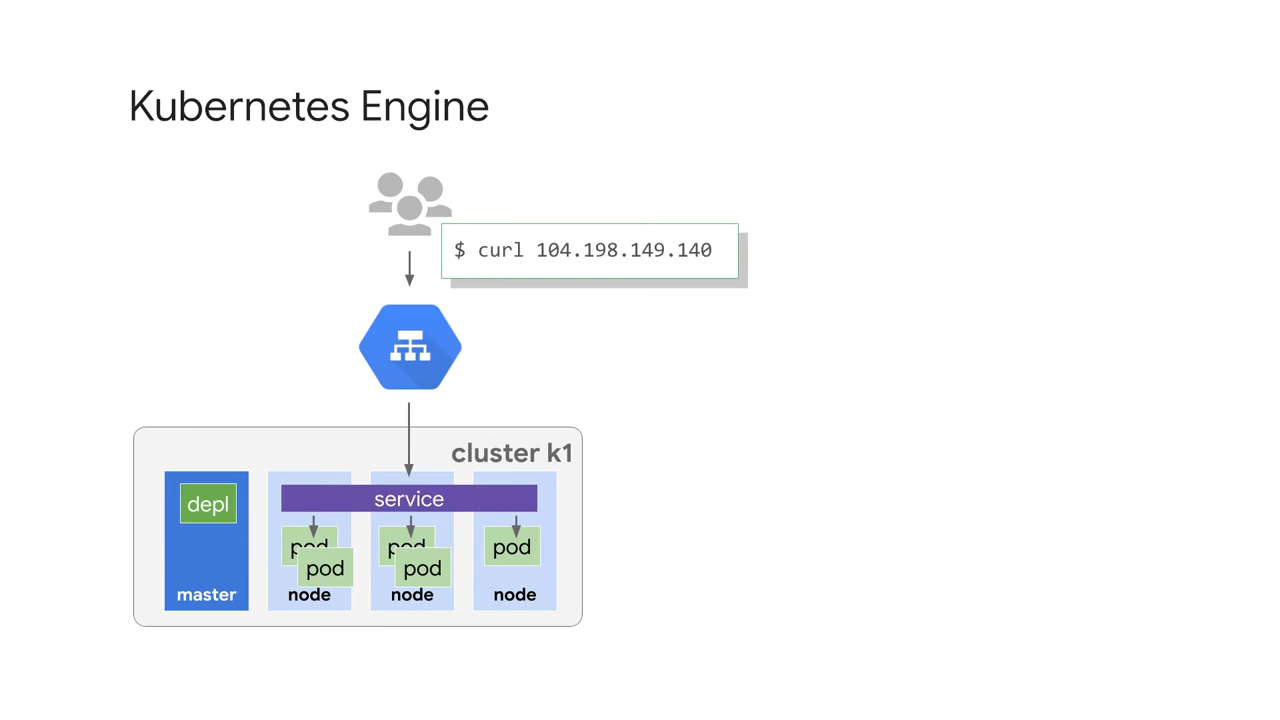 Kubernetes Engine
$ curl 104.198.149.140
cluster k1
depl
service
pod
pod
pod
pod
pod
master
node
node
node